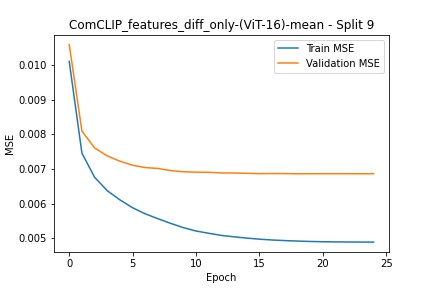 ComCLIP_features_diff_only-(ViT-16)-mean - Split 9
Train MSE
Validation MSE
0.010
0.009
0.008
0.007
0.006
0.005
MSE
0 5 10 15 20 25
Epoch